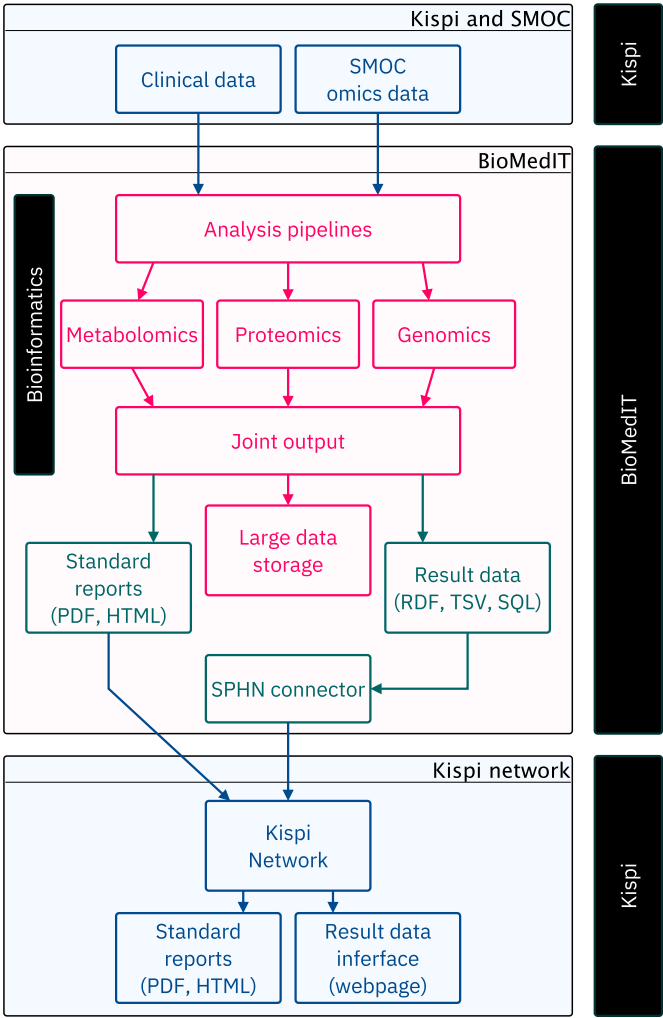 Kispi and SMOC
Kispi
Clinical data
SMOC
omics data
BioMedIT
BioMedIT
Bioinformatics
Analysis pipelines
Metabolomics
Proteomics
Genomics
Joint output
Large data
storage
Standard
reports
(PDF, HTML)
Result data
(RDF, TSV, SQL)
SPHN connector
Kispi network
Kispi
Kispi
Network
Standard
reports
(PDF, HTML)
Result data
inferface
(webpage)